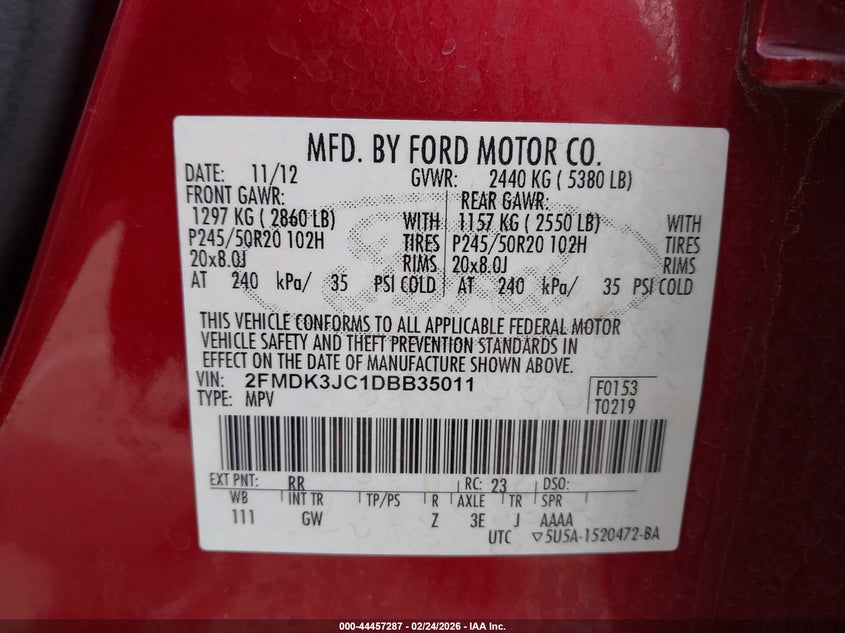 MFD. BY FORD MOTOR CO.
DATE: 11/12 GVWR: 2440 KG ( 5380 LB)
FRONT GAWR: REAR GAWR:
1297 KG ( 2860 LB) WITH 1157 KG ( 2550 LB) WITH
P245/50R20 102H TIRES P245/50R20 102H TIRES
20x8.0J RIMS 20x8.0J RIMS
AT 240 kPa/ 35 PSI COLD AT 240 kPa/ 35 PSI COLD
THIS VEHICLE CONFORMS TO ALL APPLICABLE FEDERAL MOTOR
VEHICLE SAFETY AND THEFT PREVENTION STANDARDS IN
EFFECT ON THE DATE OF MANUFACTURE SHOWN ABOVE.
VIN: 2FMDK3JC1DBB35011 F0153
TYPE: MPV T0219
EXT PNT: RR RC: 23 DSO:
WB INT TR TP/PS R AXLE TR SPR
111 GW Z 3E J AAAA
UTC ▽5U5A-1520472-BA
000-44457287 - 02/24/2026 - IAA Inc.